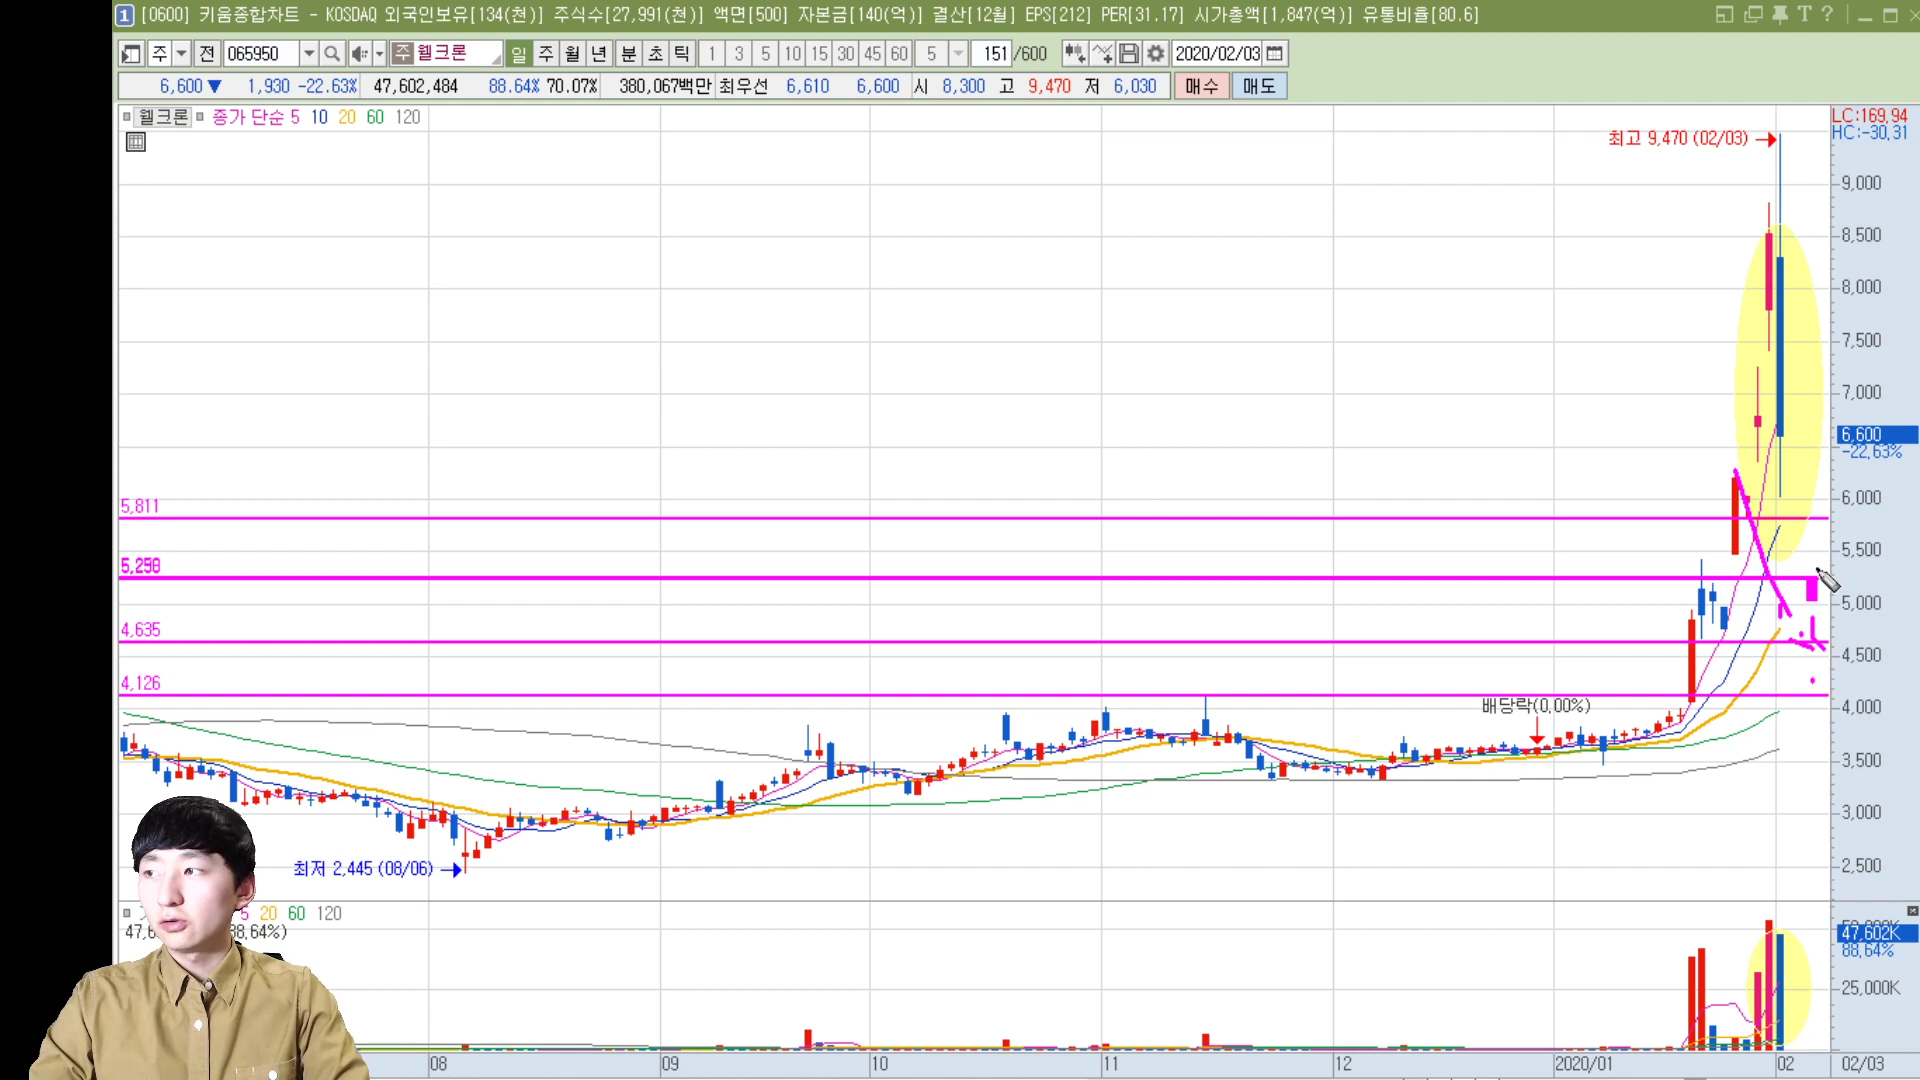 1 [0600] 키움종합차트 - KOSDAQ 외국인보유[134(천)] 주식수[27,991(천)] 액면[500] 자본금[140(억)] 결산[12월] EPS[212] PER[31.17] 시가총액[1,847(억)] 유통비율[80.6] T ?
주 전 065950 주 웰크론 일 주 월 년 분 초 틱 1 3 5 10 15 30 45 60 5 151 /600 2020/02/03
6,600 ▼ 1,930 -22.63% 47,602,484 88.64% 70.07% 380,067백만 최우선 6,610 6,600 시 8,300 고 9,470 저 6,030 매수 매도
웰크론 종가 단순 5 10 20 60 120
LC:169.94
HC:-30.31
최고 9,470 (02/03)
9,000
8,500
8,000
7,500
7,000
6,600
-22.63%
6,000
5,811
5,500
5,000
4,635
4,500
4,126
4,000
배당락(0.00%)
3,500
3,000
최저 2,445 (08/06)
2,500
5 20 60 120
47,602K
88.64%
25,000K
08 09 10 11 12 2020/01 02 02/03